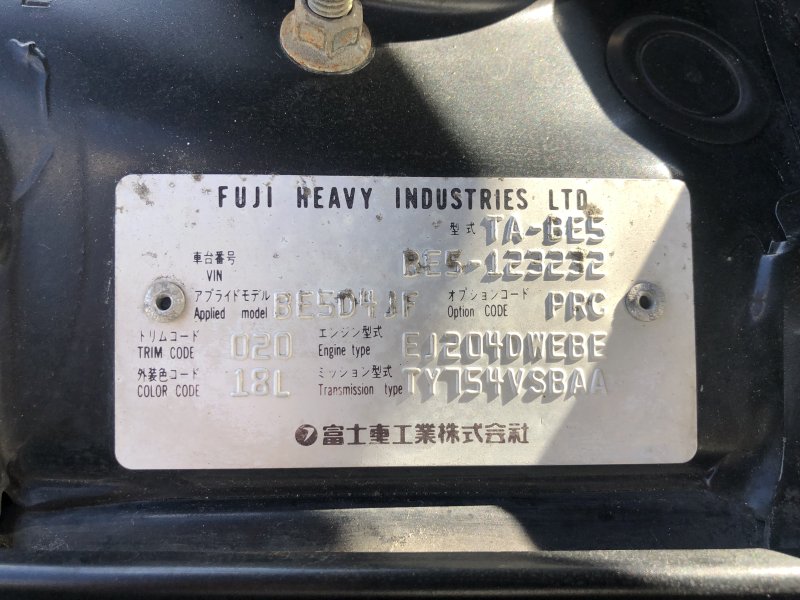 FUJI HEAVY INDUSTRIES LTD.
型式 TA-BE5
車台番号 VIN BE5-123232
アプライドモデル Applied model BE5D4JF オプションコード Option CODE PRC
トリムコード TRIM CODE 020 エンジン型式 Engine type EJ204DWEBE
外装色コード COLOR CODE 18L ミッション型式 Transmission type TY754VSBAA
富士重工業株式会社